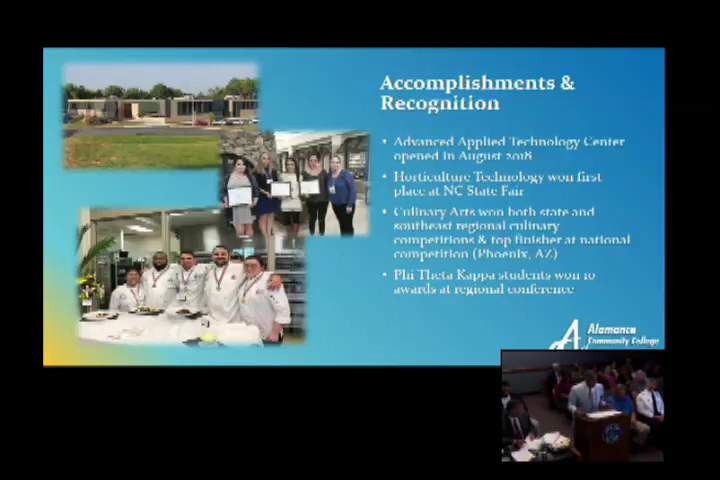 Accomplishments &
Recognition
• Advanced Applied Technology Center
opened in August 2018
• Horticulture Technology won first
place at NC State Fair
• Culinary Arts won both state and
southeast regional culinary
competitions & top finisher at national
competition (Phoenix, AZ)
• Phi Theta Kappa students won 10
awards at regional conference
Alamance
Community College